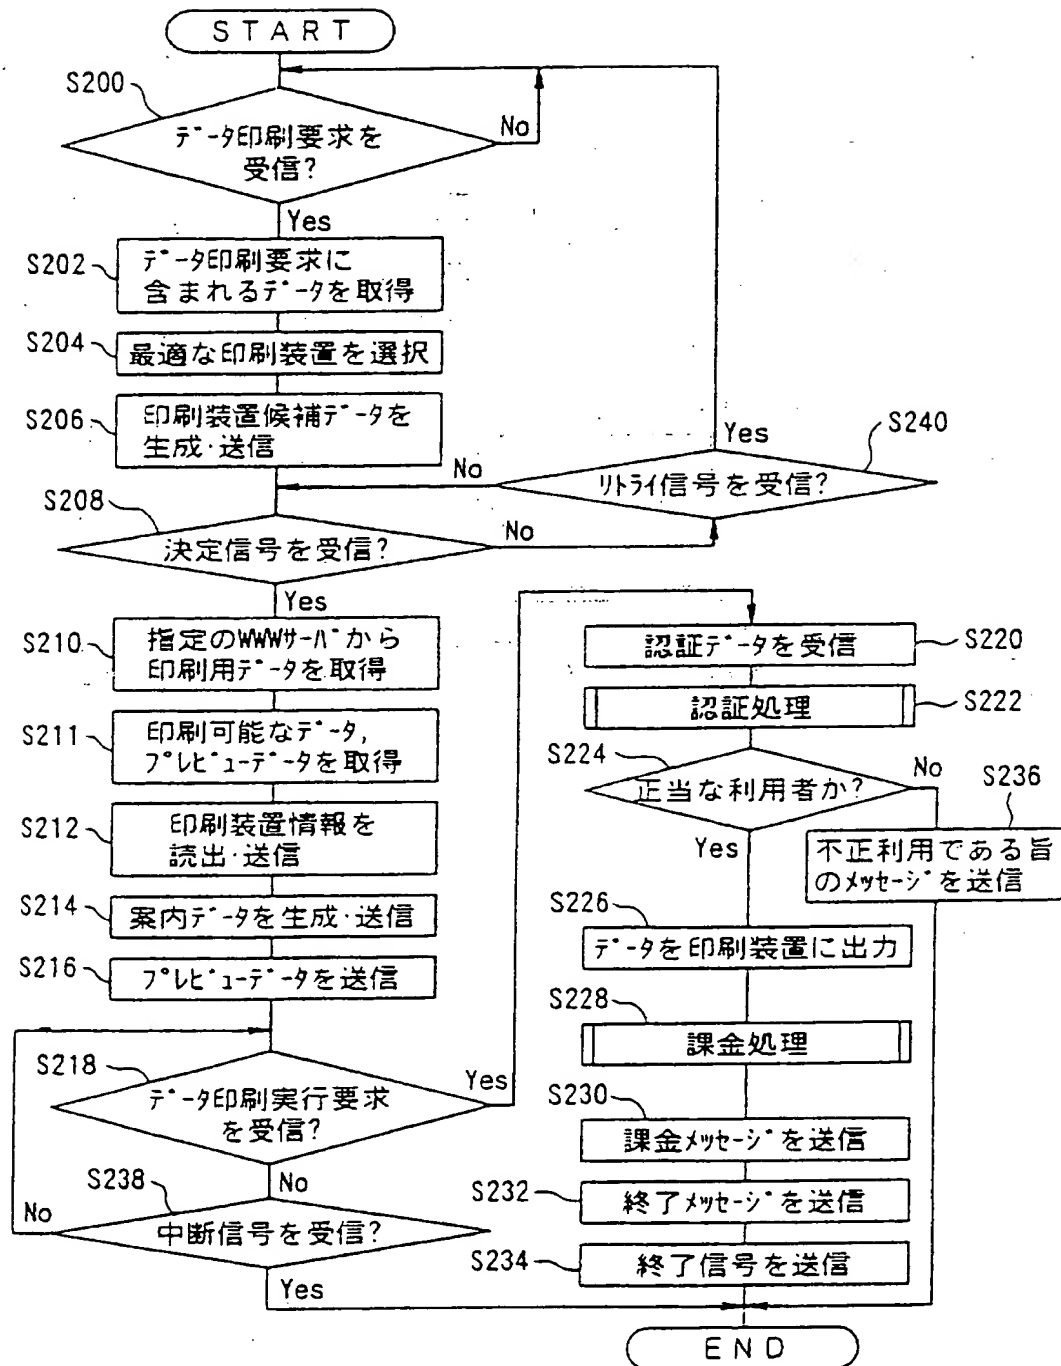 START
S200
データ印刷要求を
受信?
No
Yes
S202
データ印刷要求に
含まれるデータを取得
S204
最適な印刷装置を選択
S206
印刷装置候補データを
生成·送信
S240
Yes
リトライ信号を受信?
No
S208
決定信号を受信?
No
Yes
S210
指定のWWWサーバから
印刷用データを取得
S211
印刷可能なデータ,
プレビューデータを取得
S212
印刷装置情報を
読出·送信
S214
案内データを生成·送信
S216
プレビューデータを送信
S218
データ印刷実行要求
を受信?
Yes
No
S238
中断信号を受信?
No
Yes
S220
認証データを受信
S222
認証処理
S224
正当な利用者か?
No
Yes
S236
不正利用である旨
のメッセージを送信
S226
データを印刷装置に出力
S228
課金処理
S230
課金メッセージを送信
S232
終了メッセージを送信
S234
終了信号を送信
END